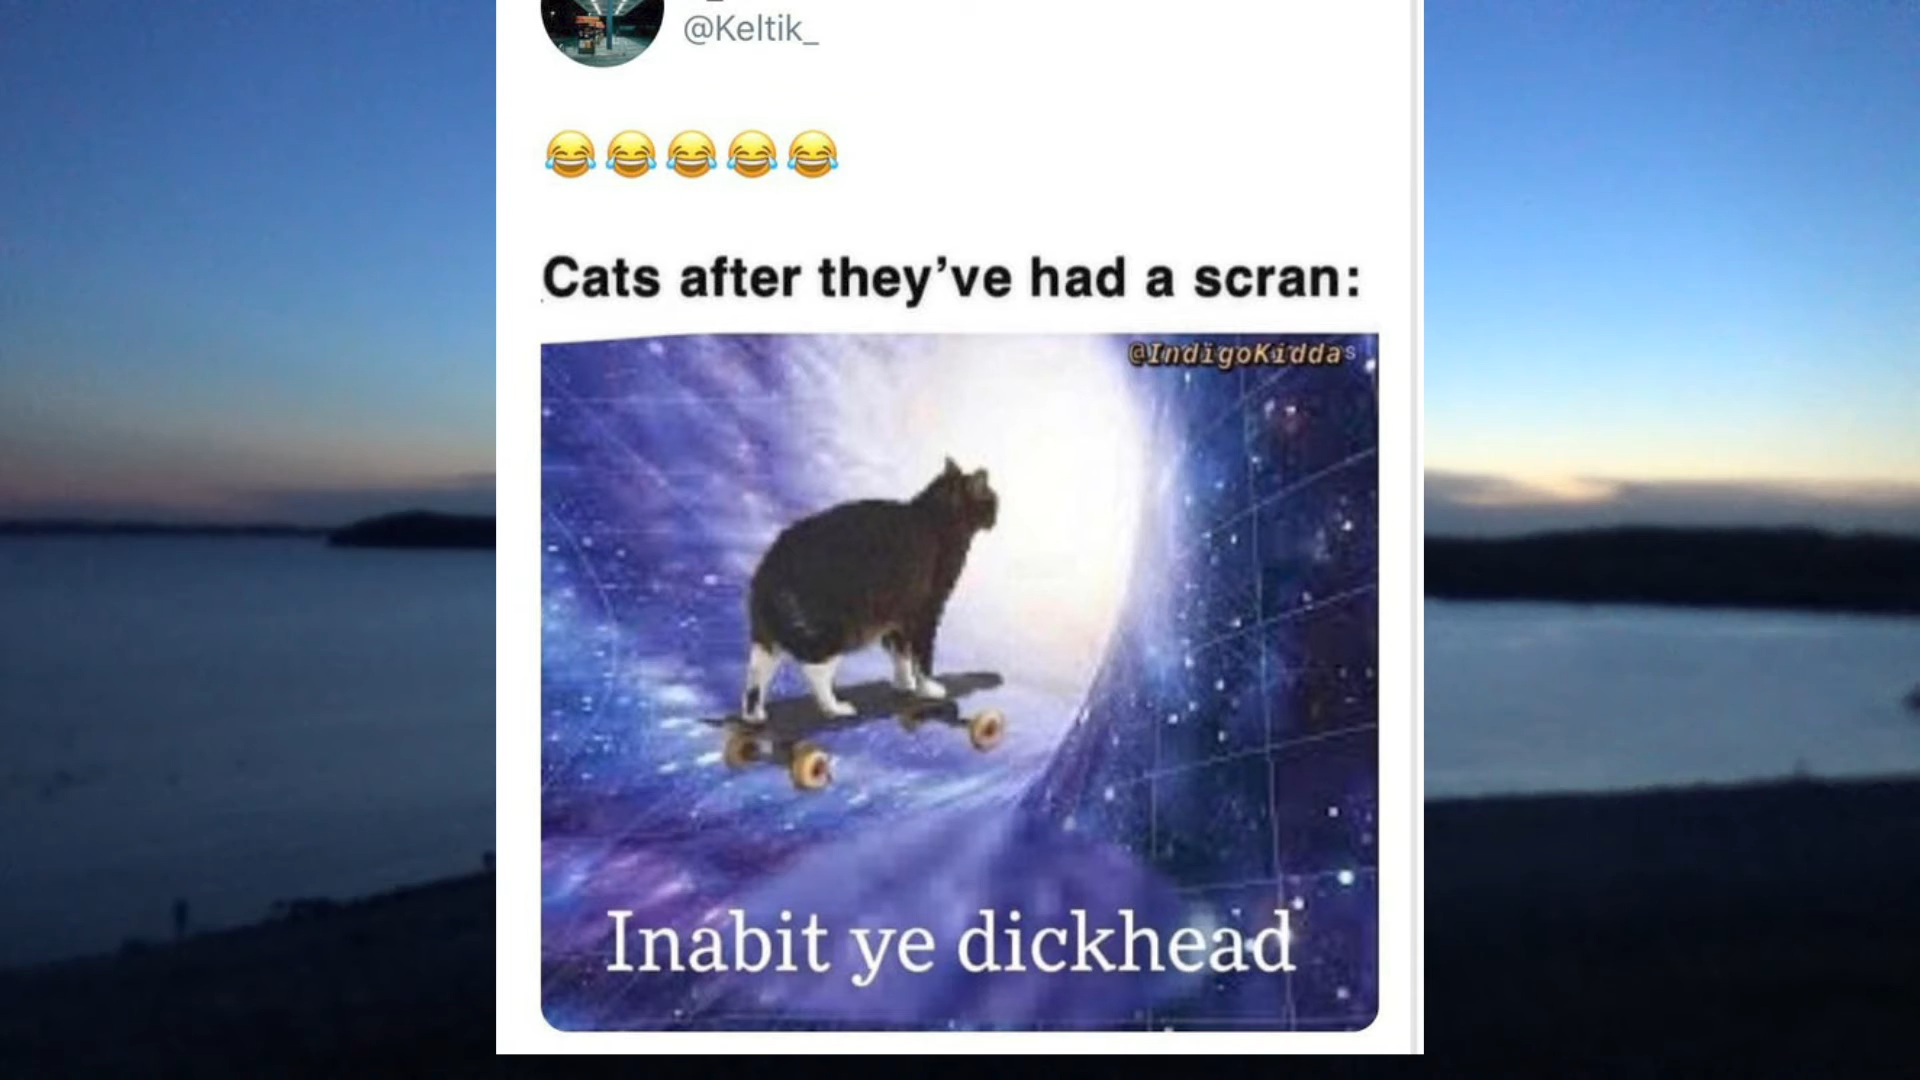 @Keltik_
😂😂😂😂😂
Cats after they’ve had a scran:
@IndigoKiddas
Inabit ye dickhead